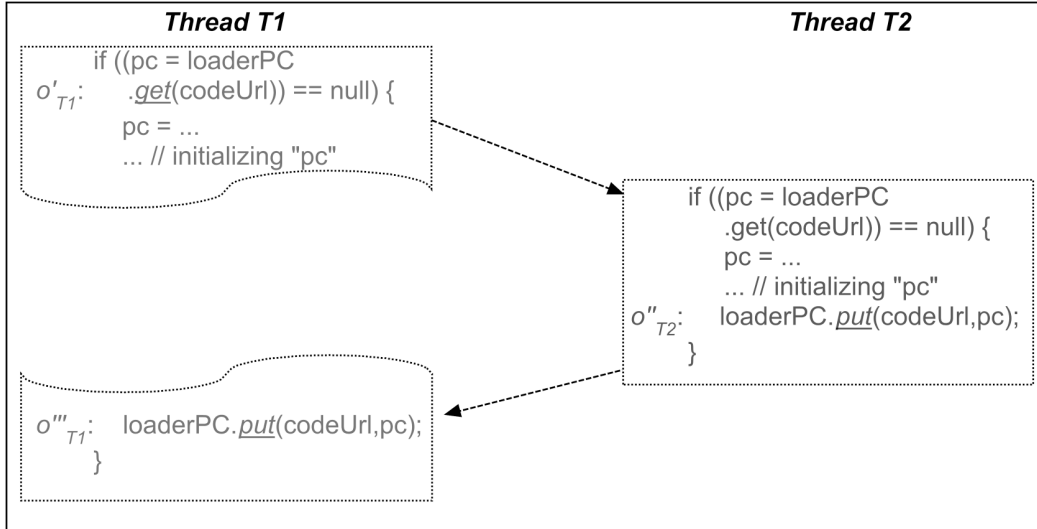 Thread T1
Thread T2
if ((pc = loaderPC
o'T1: .get(codeUrl)) == null) {
pc = ...
... // initializing "pc"
if ((pc = loaderPC
.get(codeUrl)) == null) {
pc = ...
... // initializing "pc"
o''T2: loaderPC.put(codeUrl,pc);
}
o'''T1: loaderPC.put(codeUrl,pc);
}